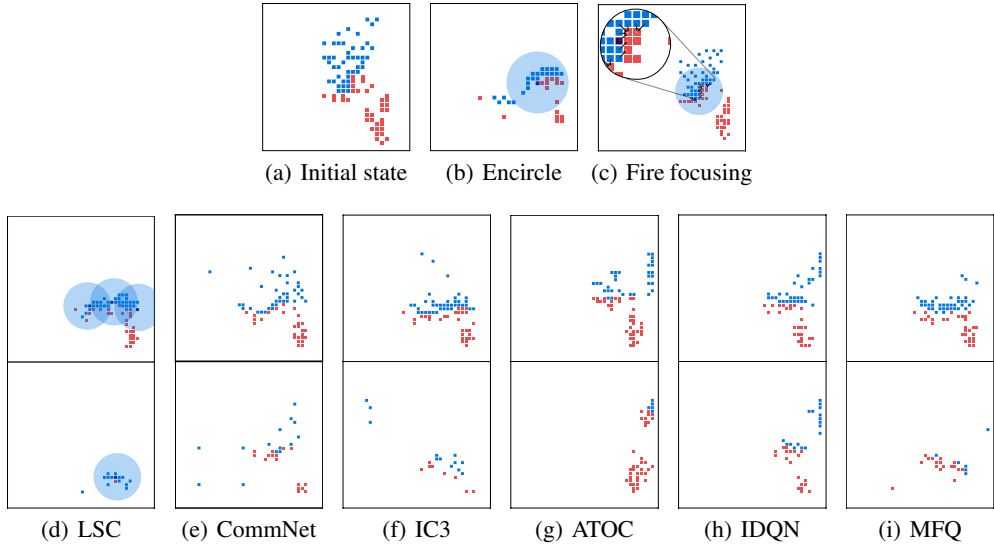 (a) Initial state
(b) Encircle
(c) Fire focusing
(d) LSC
(e) CommNet
(f) IC3
(g) ATOC
(h) IDQN
(i) MFQ